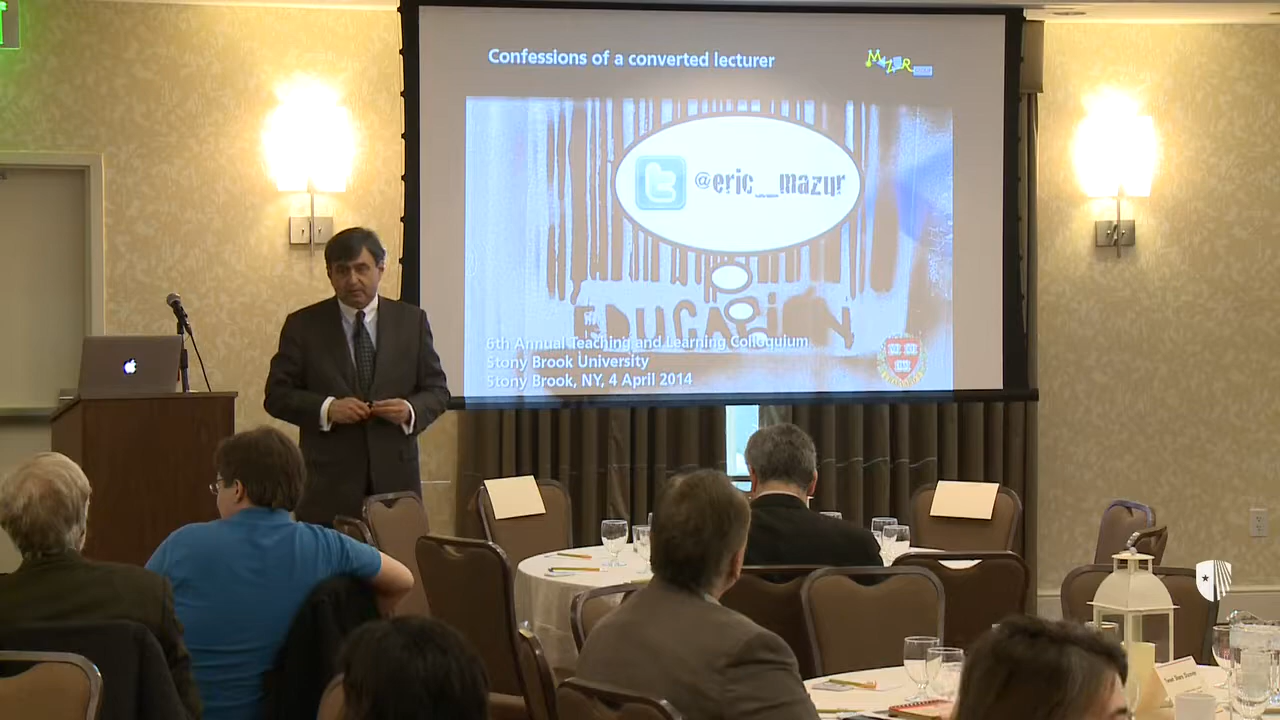 Confessions of a converted lecturer
MAZUR
@eric_mazur
EDUCATION
6th Annual Teaching and Learning Colloquium
Stony Brook University
Stony Brook, NY, 4 April 2014